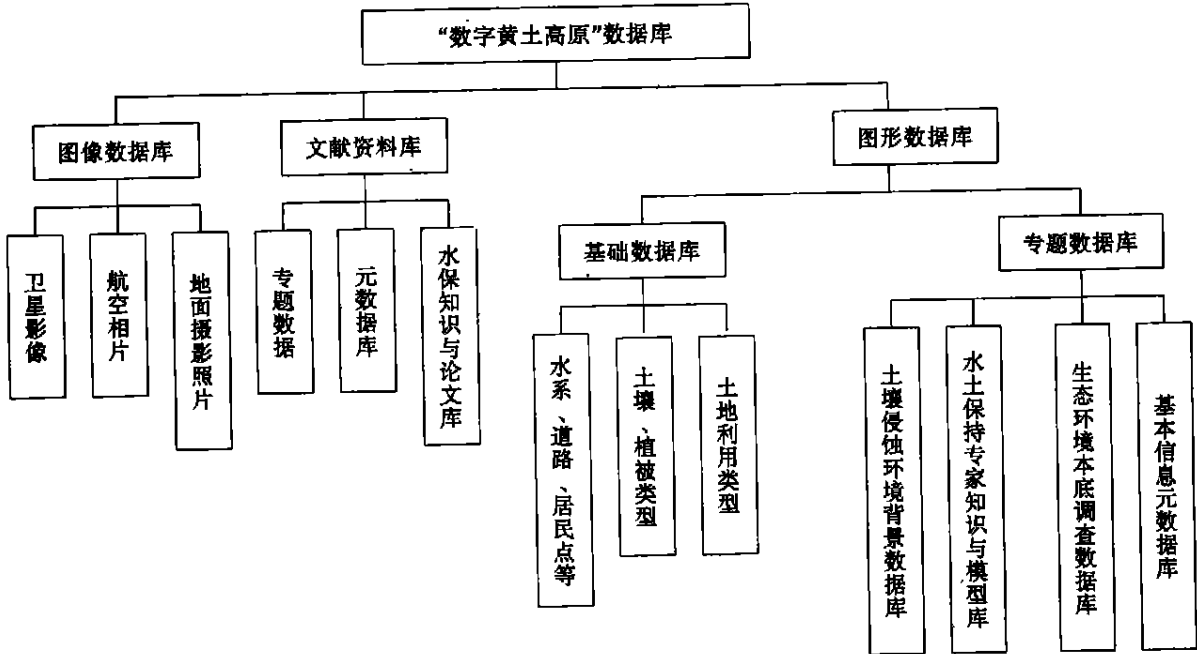 “数字黄土高原”数据库
图像数据库
文献资料库
图形数据库
基础数据库
专题数据库
卫星影像
航空相片
地面摄影照片
专题数据
元数据库
水保知识与论文库
水系、道路、居民点等
土壤、植被类型
土地利用类型
土壤侵蚀环境背景数据库
水土保持专家知识与模型库
生态环境本底调查数据库
基本信息元数据库